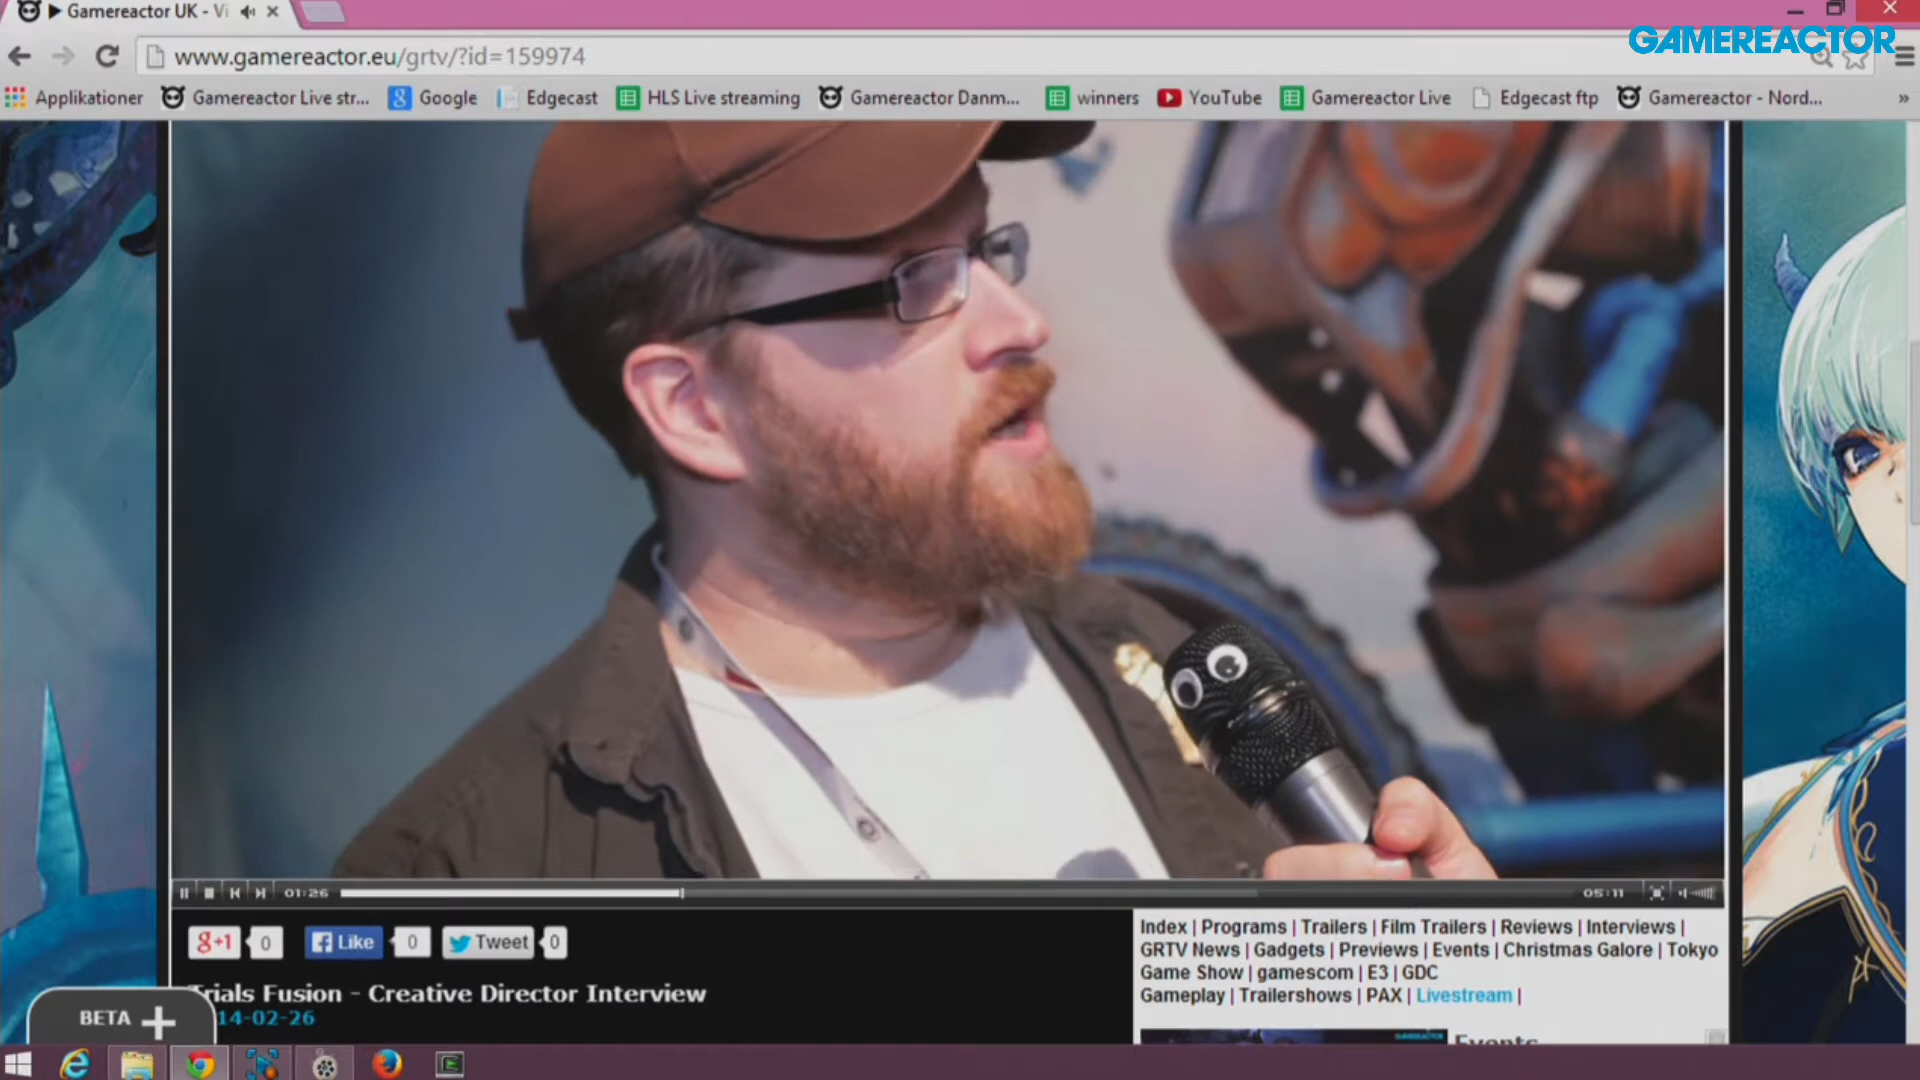 Gamereactor UK - Vi
GAMEREACTOR
www.gamereactor.eu/grtv/?id=159974
Applikationer Gamereactor Live str... Google Edgecast HLS Live streaming Gamereactor Danm... winners YouTube Gamereactor Live Edgecast ftp Gamereactor - Nord... »
01:26 05:11
g+1 0 Like 0 Tweet 0
Index | Programs | Trailers | Film Trailers | Reviews | Interviews |
GRTV News | Gadgets | Previews | Events | Christmas Galore | Tokyo
Game Show | gamescom | E3 | GDC
Gameplay | Trailershows | PAX | Livestream |
Trials Fusion - Creative Director Interview
14-02-26
BETA +
GAMEREACTOR
Events